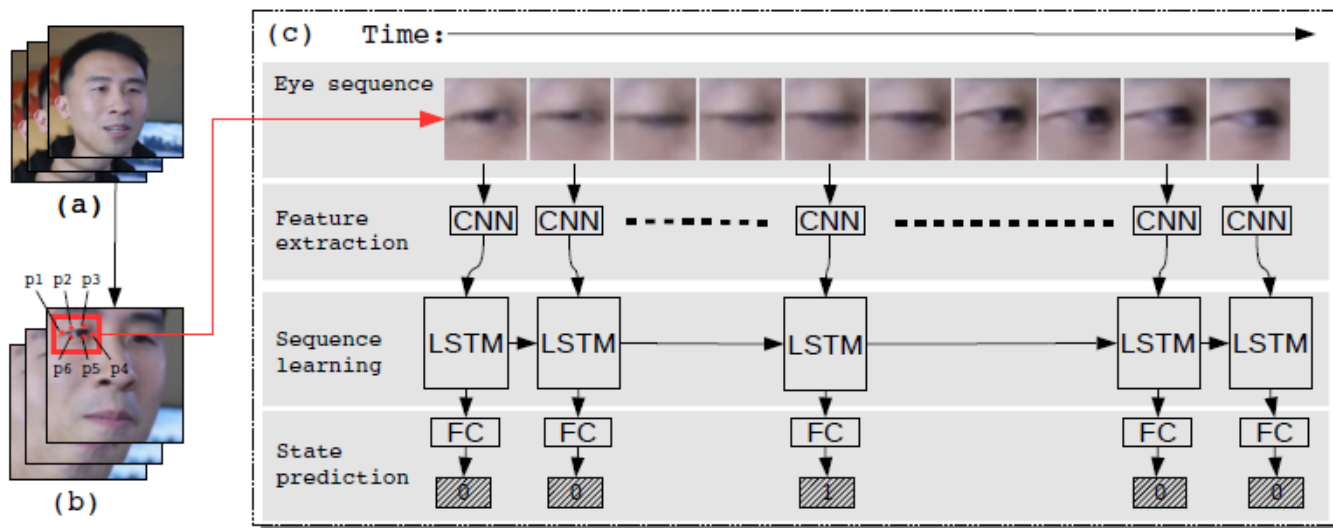 (c) Time:
Eye sequence
(a)
Feature
extraction
CNN CNN CNN CNN CNN
p1 p2 p3
p6 p5 p4
Sequence
learning
LSTM LSTM LSTM LSTM LSTM
FC FC FC FC FC
State
prediction
0 0 1 0 0
(b)